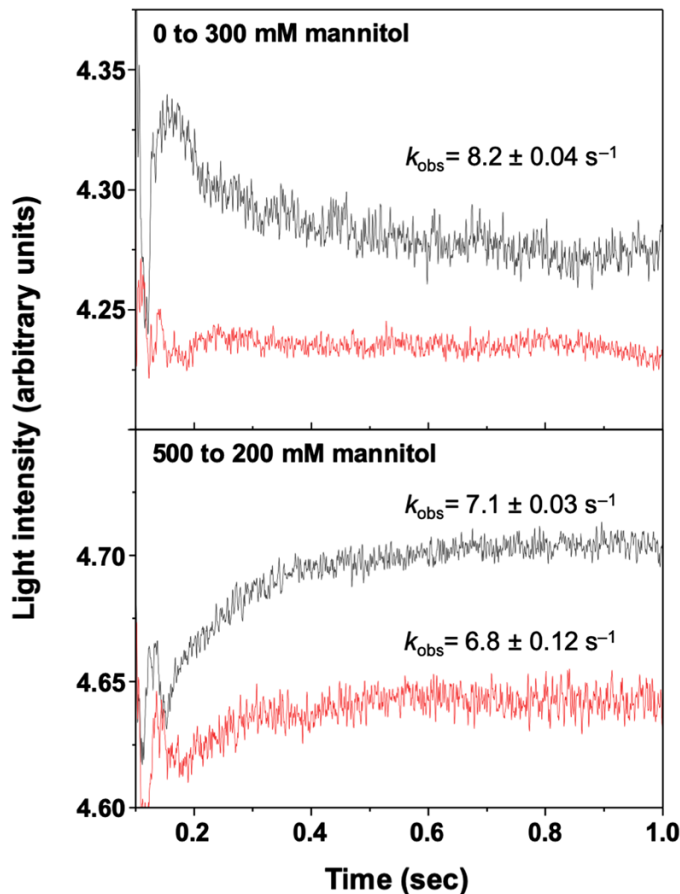 0 to 300 mM mannitol
4.35
4.30
4.25
kobs= 8.2 ± 0.04 s–1
500 to 200 mM mannitol
4.70
4.65
4.60
kobs= 7.1 ± 0.03 s–1
kobs= 6.8 ± 0.12 s–1
0.2 0.4 0.6 0.8 1.0
Time (sec)
Light intensity (arbitrary units)